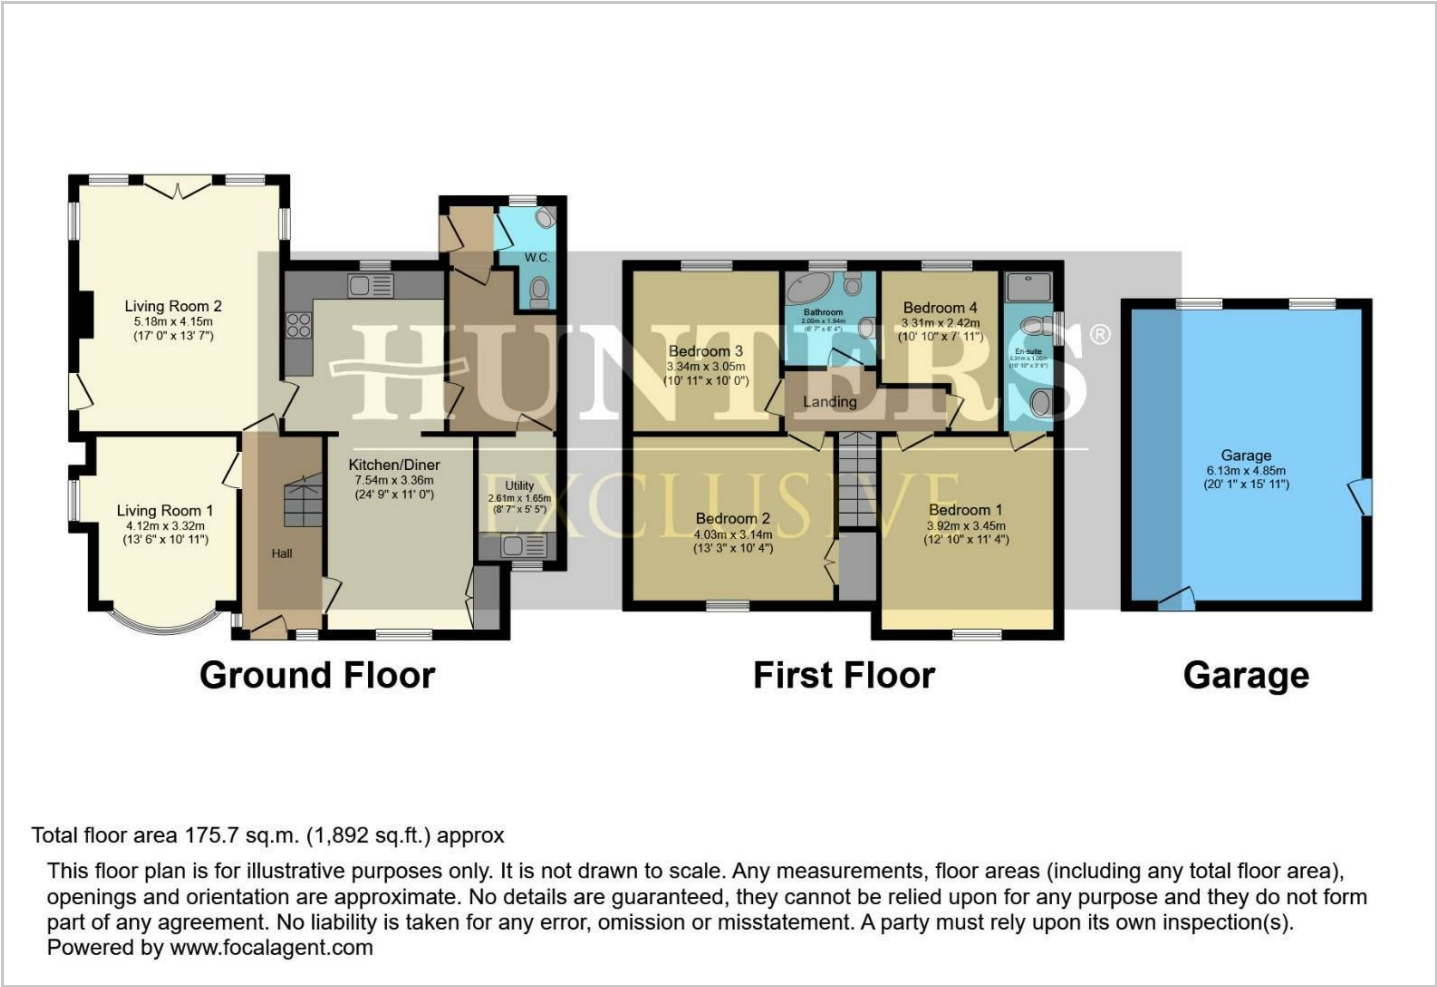 Living Room 2
5.18m x 4.15m
(17' 0" x 13' 7")
W.C.
Kitchen/Diner
7.54m x 3.36m
(24' 9" x 11' 0")
Living Room 1
4.12m x 3.32m
(13' 6" x 10' 11")
Hall
Utility
2.61m x 1.65m
(8' 7" x 5' 5")
Ground Floor
Bedroom 3
3.34m x 3.05m
(10' 11" x 10' 0")
Bathroom
2.00m x 1.94m
(6' 7" x 6' 4")
Bedroom 4
3.31m x 2.42m
(10' 10" x 7' 11")
En-suite
Landing
Bedroom 2
4.03m x 3.14m
(13' 3" x 10' 4")
Bedroom 1
3.92m x 3.45m
(12' 10" x 11' 4")
First Floor
Garage
6.13m x 4.85m
(20' 1" x 15' 11")
Garage
HUNTERS®
EXCLUSIVE
Total floor area 175.7 sq.m. (1,892 sq.ft.) approx
This floor plan is for illustrative purposes only. It is not drawn to scale. Any measurements, floor areas (including any total floor area),
openings and orientation are approximate. No details are guaranteed, they cannot be relied upon for any purpose and they do not form
part of any agreement. No liability is taken for any error, omission or misstatement. A party must rely upon its own inspection(s).
Powered by www.focalagent.com